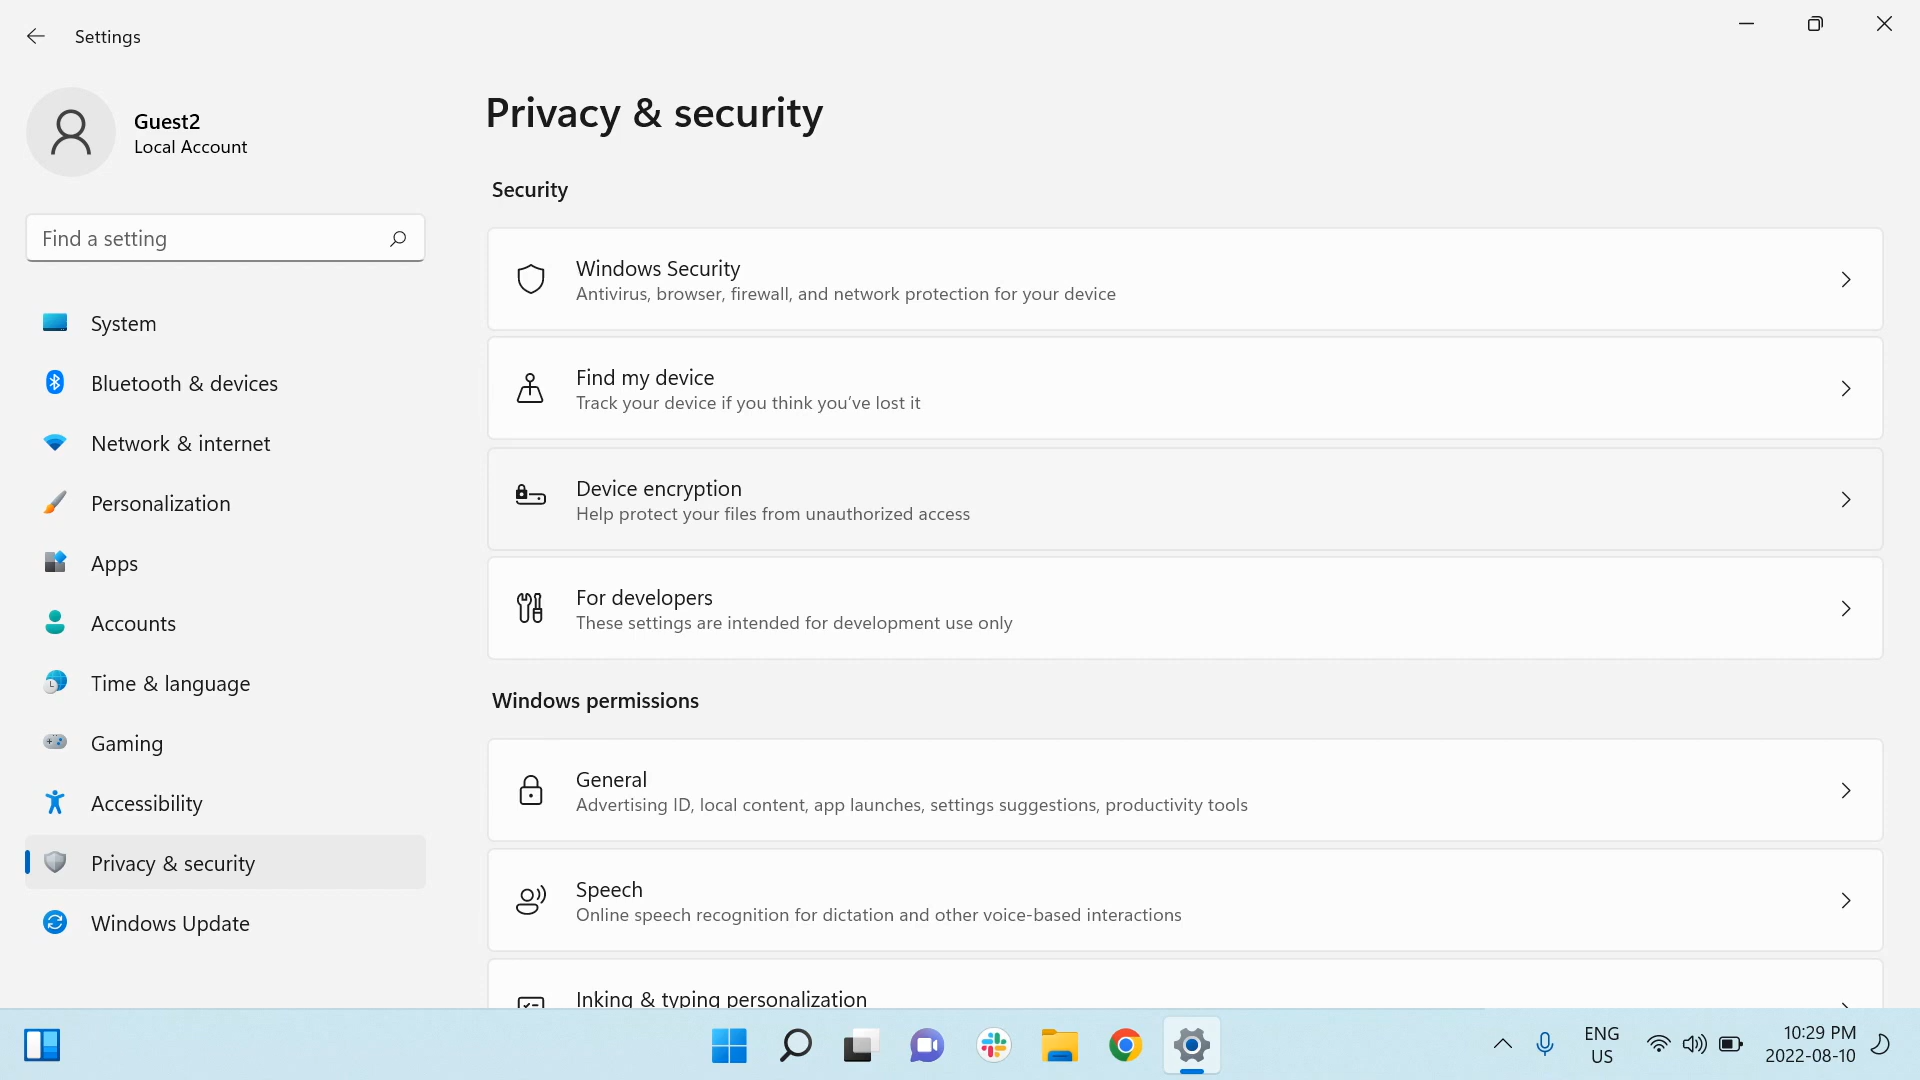 Settings
Guest2
Local Account
Find a setting
System
Bluetooth & devices
Network & internet
Personalization
Apps
Accounts
Time & language
Gaming
Accessibility
Privacy & security
Windows Update
Privacy & security
Security
Windows Security
Antivirus, browser, firewall, and network protection for your device
Find my device
Track your device if you think you’ve lost it
Device encryption
Help protect your files from unauthorized access
For developers
These settings are intended for development use only
Windows permissions
General
Advertising ID, local content, app launches, settings suggestions, productivity tools
Speech
Online speech recognition for dictation and other voice-based interactions
Inking & typing personalization
ENG
US
10:29 PM
2022-08-10